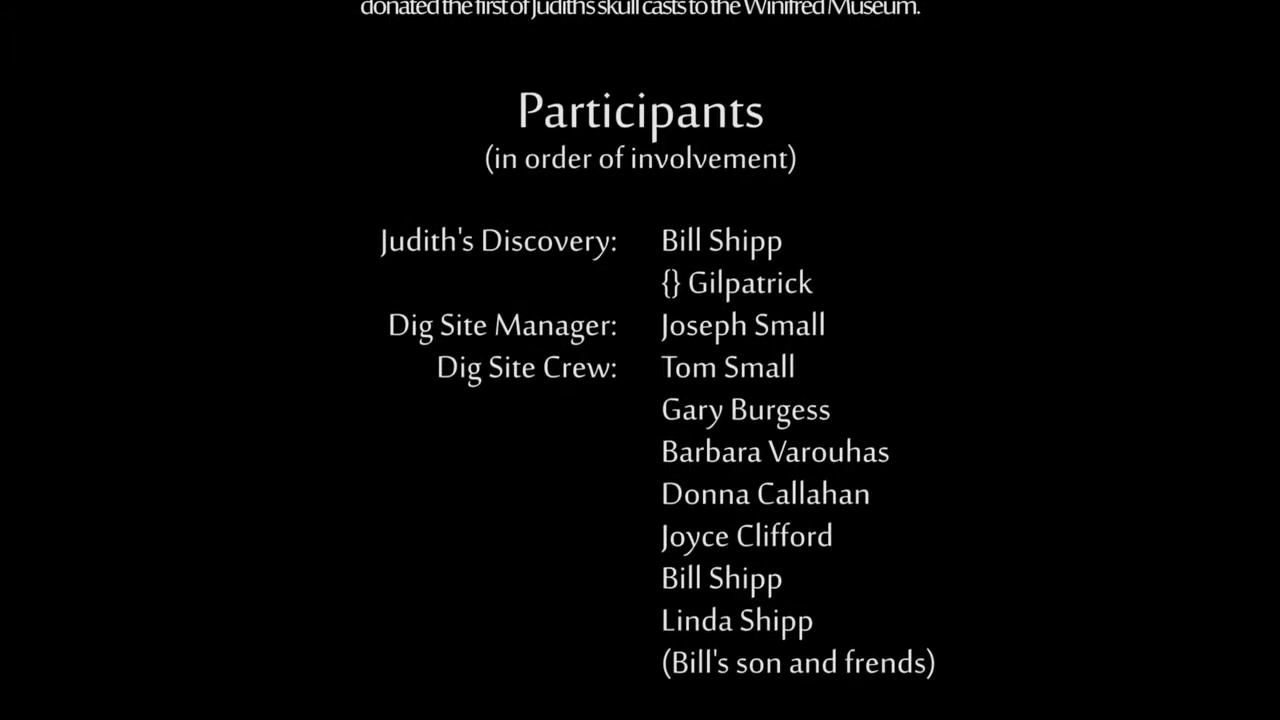 donated the first of Judith's skull casts to the Winifred Museum.
Participants
(in order of involvement)
Judith's Discovery: Bill Shipp
{} Gilpatrick
Dig Site Manager: Joseph Small
Dig Site Crew: Tom Small
Gary Burgess
Barbara Varouhas
Donna Callahan
Joyce Clifford
Bill Shipp
Linda Shipp
(Bill's son and frends)